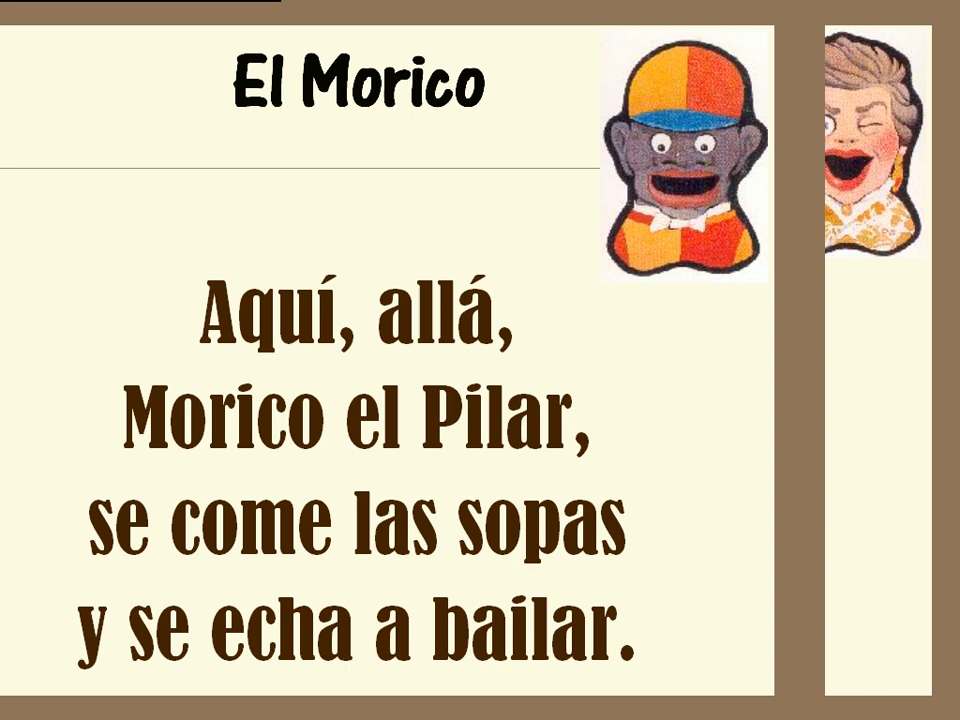 El Morico
Aquí, allá,
Morico el Pilar,
se come las sopas
y se echa a bailar.